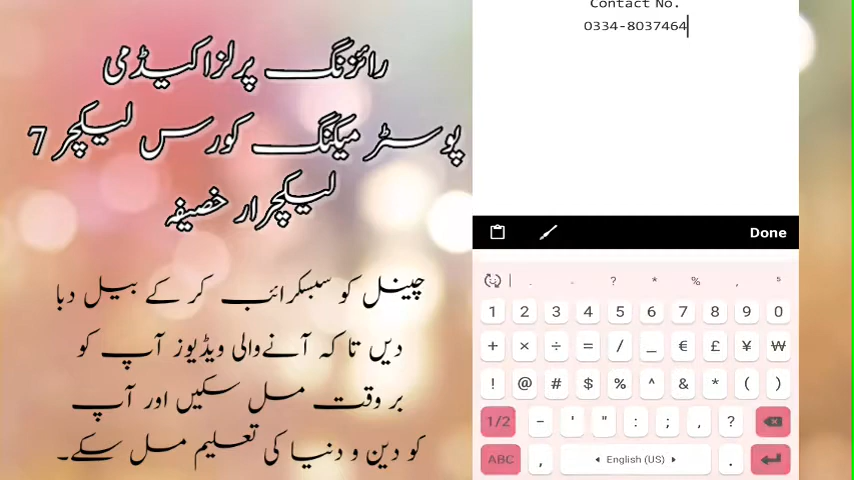 رائزنگ پرلز اکیڈمی
پوسٹر میکنگ کورس لیکچر 7
لیکچرار خصیفہ
چینل کو سبسکرائب کر کے بیل دبا
دیں تا کہ آنےوالی ویڈیوز آپ کو
بر وقت مل سکیں اور آپ
کو دین و دنیا کی تعلیم مل سکے۔
Contact No.
0334-8037464
Done
. - ? * % , s
1 2 3 4 5 6 7 8 9 0
+ × ÷ = / _ € £ ¥ ₩
! @ # $ % ^ & * ( )
1/2 - ' " : ; , ?
ABC , English (US) .